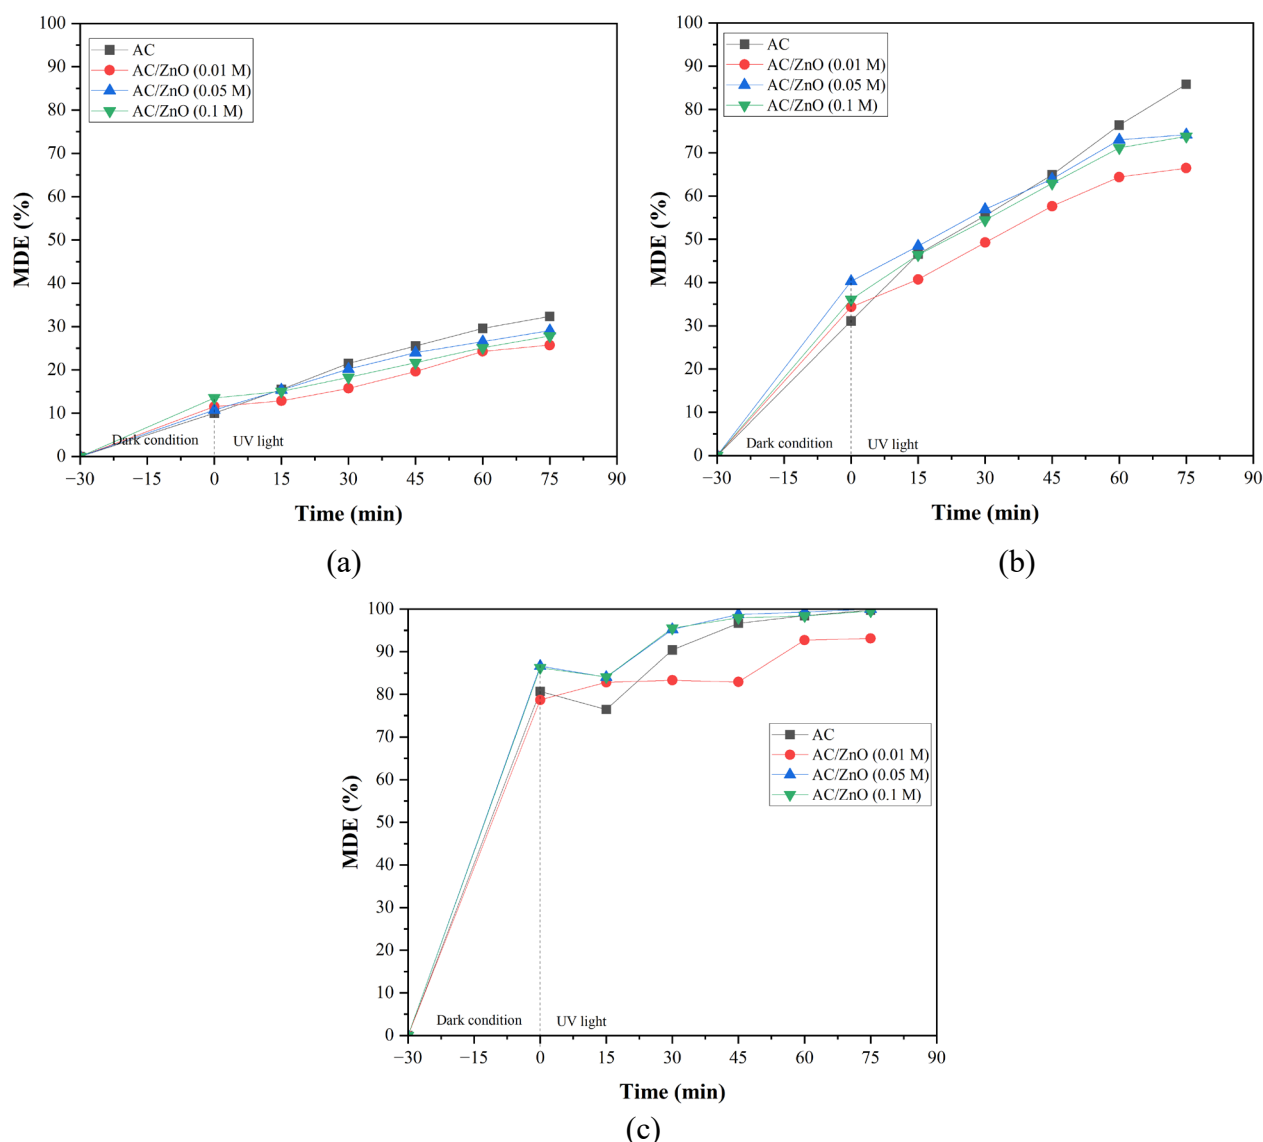 100
90
80
70
60
50
40
30
20
10
0
MDE (%)
AC
AC/ZnO (0.01 M)
AC/ZnO (0.05 M)
AC/ZnO (0.1 M)
Dark condition
UV light
−30 −15 0 15 30 45 60 75 90
Time (min)
(a)
100
90
80
70
60
50
40
30
20
10
0
MDE (%)
AC
AC/ZnO (0.01 M)
AC/ZnO (0.05 M)
AC/ZnO (0.1 M)
Dark condition
UV light
−30 −15 0 15 30 45 60 75 90
Time (min)
(b)
100
90
80
70
60
50
40
30
20
10
0
MDE (%)
AC
AC/ZnO (0.01 M)
AC/ZnO (0.05 M)
AC/ZnO (0.1 M)
Dark condition
UV light
−30 −15 0 15 30 45 60 75 90
Time (min)
(c)